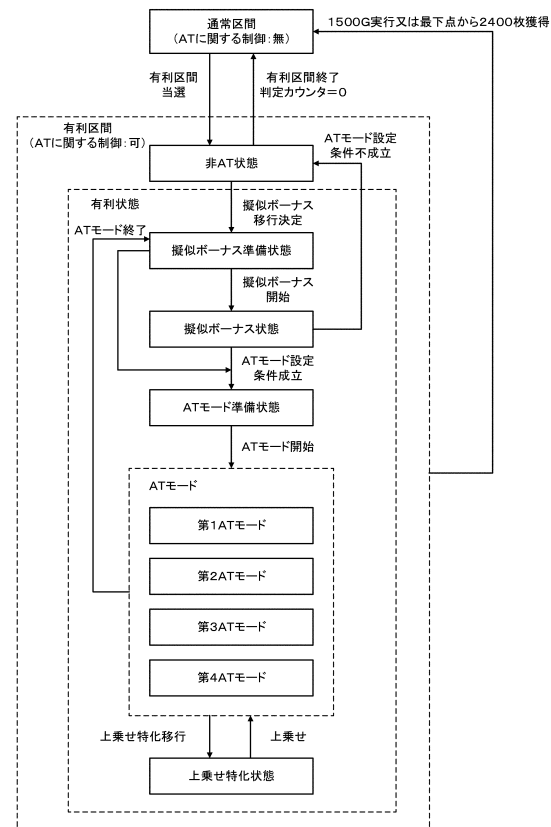 通常区間
(ATに関する制御:無)
1500G実行又は最下点から2400枚獲得
有利区間
当選
有利区間終了
判定カウンタ=0
有利区間
(ATに関する制御:可)
ATモード設定
条件不成立
非AT状態
有利状態
擬似ボーナス
移行決定
ATモード終了
擬似ボーナス準備状態
擬似ボーナス
開始
擬似ボーナス状態
ATモード設定
条件成立
ATモード準備状態
ATモード開始
ATモード
第1ATモード
第2ATモード
第3ATモード
第4ATモード
上乗せ特化移行
上乗せ
上乗せ特化状態